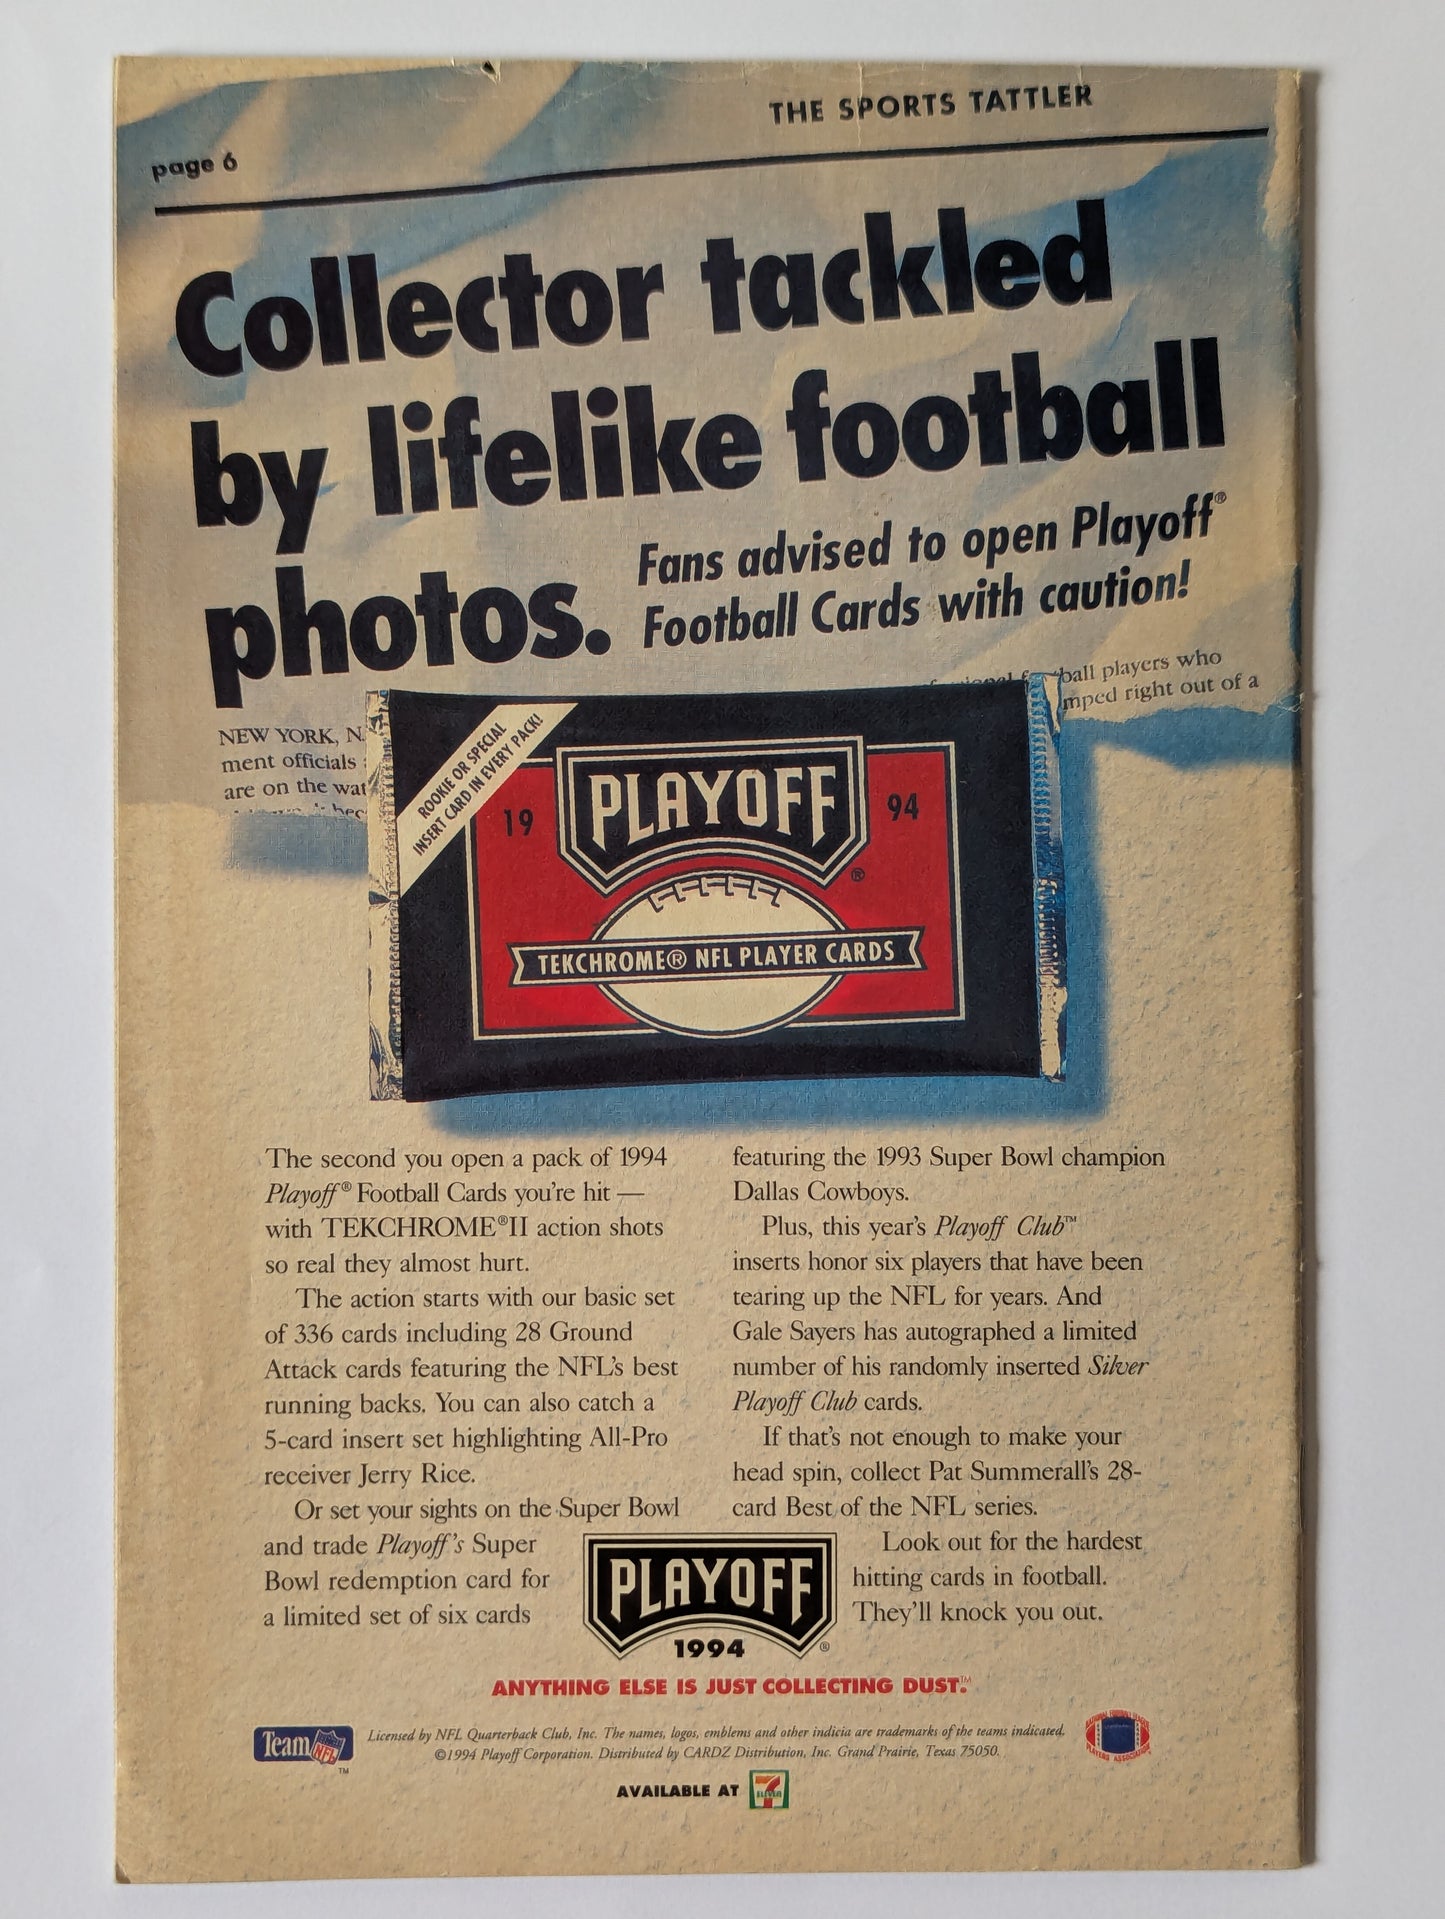 THE SPORTS TATTLER
page 6
Collector tackled
by lifelike football
photos.
Fans advised to open Playoff®
Football Cards with caution!
ball players who
mped right out of a
NEW YORK, N.
ment officials
are on the wat
ROOKIE OR SPECIAL
INSERT CARD IN EVERY PACK!
19 PLAYOFF 94
®
TEKCHROME® NFL PLAYER CARDS
The second you open a pack of 1994
Playoff® Football Cards you're hit —
with TEKCHROME®II action shots
so real they almost hurt.
The action starts with our basic set
of 336 cards including 28 Ground
Attack cards featuring the NFL's best
running backs. You can also catch a
5-card insert set highlighting All-Pro
receiver Jerry Rice.
Or set your sights on the Super Bowl
and trade Playoff's Super
Bowl redemption card for
a limited set of six cards
featuring the 1993 Super Bowl champion
Dallas Cowboys.
Plus, this year's Playoff Club™
inserts honor six players that have been
tearing up the NFL for years. And
Gale Sayers has autographed a limited
number of his randomly inserted Silver
Playoff Club cards.
If that's not enough to make your
head spin, collect Pat Summerall's 28-
card Best of the NFL series.
Look out for the hardest
hitting cards in football.
They'll knock you out.
PLAYOFF
1994 ®
ANYTHING ELSE IS JUST COLLECTING DUST.™
Team NFL ™
Licensed by NFL Quarterback Club, Inc. The names, logos, emblems and other indicia are trademarks of the teams indicated.
©1994 Playoff Corporation. Distributed by CARDZ Distribution, Inc. Grand Prairie, Texas 75050.
NATIONAL FOOTBALL LEAGUE
PLAYERS ASSOCIATION
AVAILABLE AT 7 ELEVEN